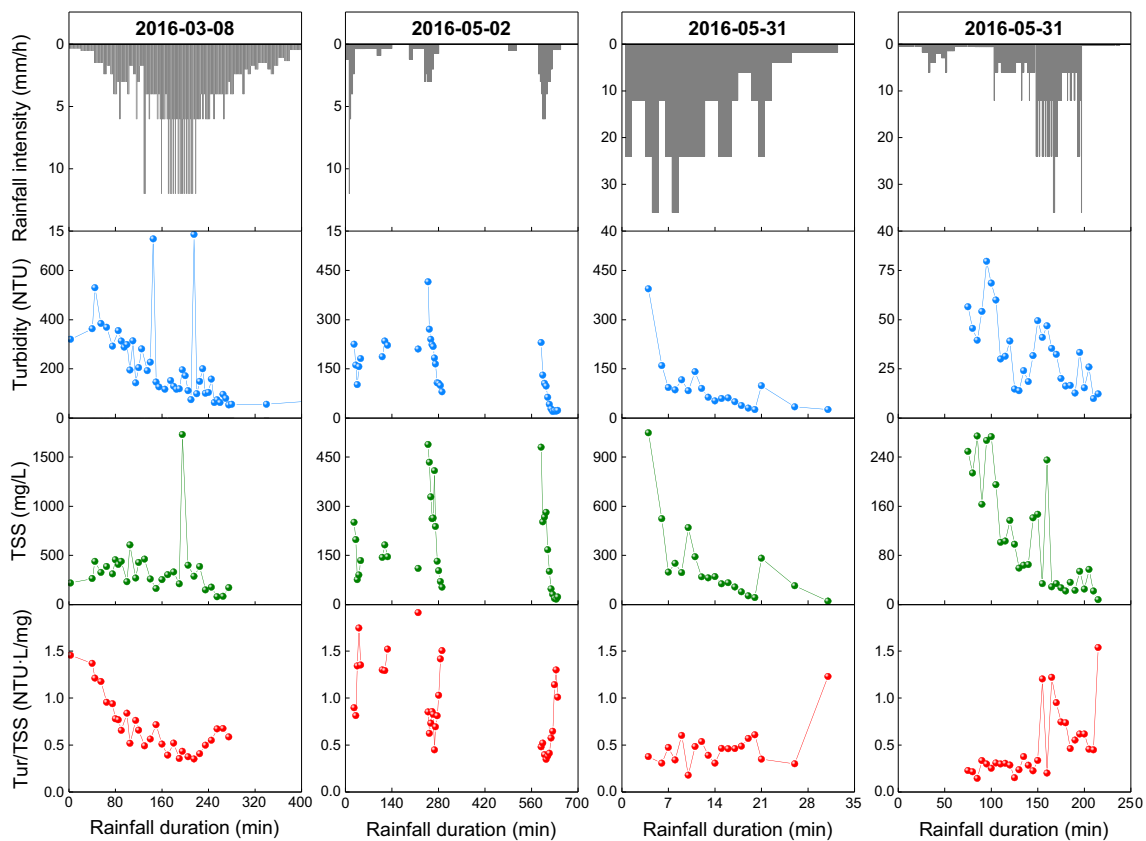 2016-03-08 2016-05-02 2016-05-31 2016-05-31
Rainfall intensity (mm/h)
0 5 10 15
0 5 10 15
0 10 20 30 40
0 10 20 30 40
Turbidity (NTU)
0 200 400 600
0 150 300 450
0 150 300 450
0 25 50 75
TSS (mg/L)
0 500 1000 1500
0 150 300 450
0 300 600 900
0 80 160 240
Tur/TSS (NTU·L/mg)
0.0 0.5 1.0 1.5
0.0 0.5 1.0 1.5
0.0 0.5 1.0 1.5
0.0 0.5 1.0 1.5
0 80 160 240 320 400
0 140 280 420 560 700
0 7 14 21 28 35
0 50 100 150 200 250
Rainfall duration (min) Rainfall duration (min) Rainfall duration (min) Rainfall duration (min)